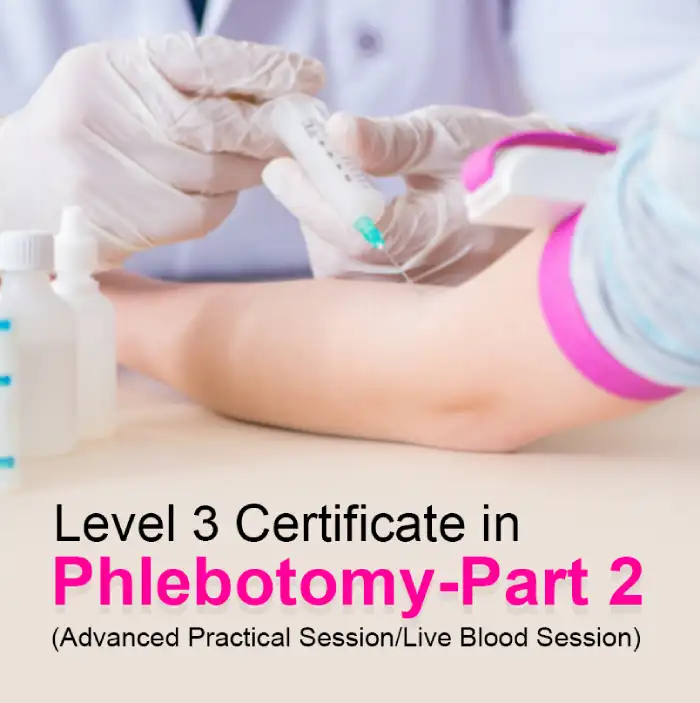 Level 3 Certificate in
Phlebotomy-Part 2
(Advanced Practical Session/Live Blood Session)